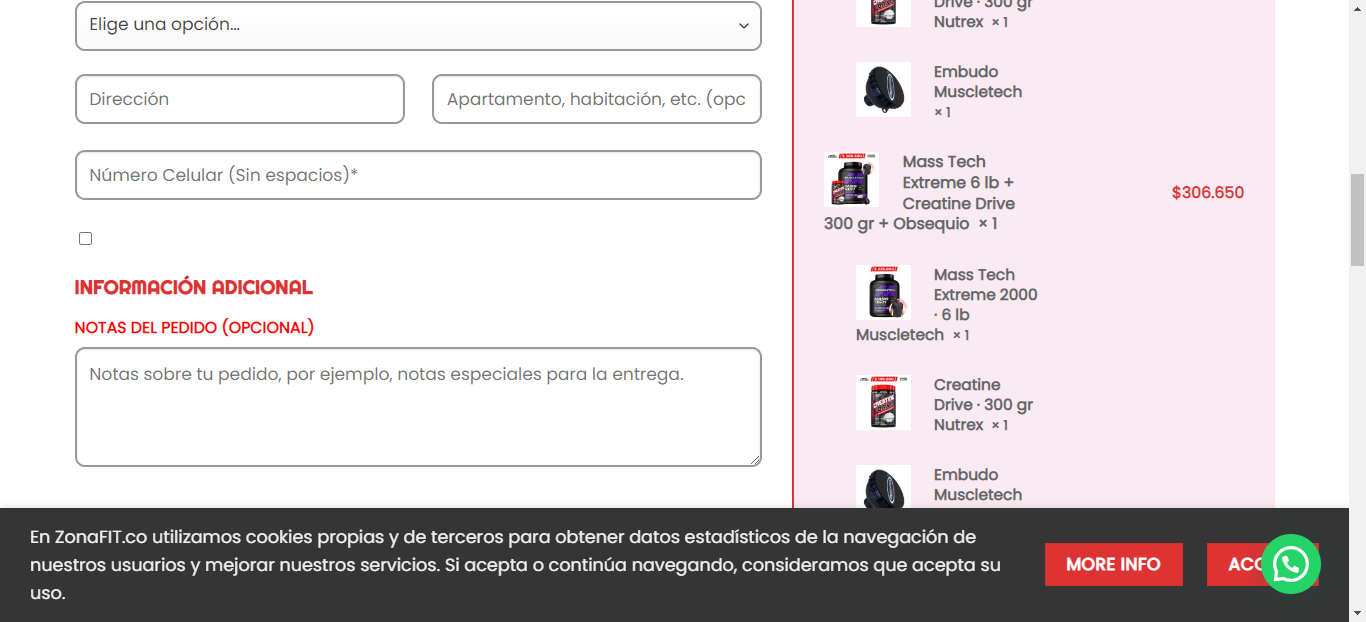 Elige una opción...
Dirección
Apartamento, habitación, etc. (opc
Número Celular (Sin espacios)*
INFORMACIÓN ADICIONAL
NOTAS DEL PEDIDO (OPCIONAL)
Notas sobre tu pedido, por ejemplo, notas especiales para la entrega.
Drive · 300 gr
Nutrex × 1
Embudo
Muscletech
× 1
Mass Tech
Extreme 6 lb +
Creatine Drive
300 gr + Obsequio × 1
$306.650
Mass Tech
Extreme 2000
· 6 lb
Muscletech × 1
Creatine
Drive · 300 gr
Nutrex × 1
Embudo
Muscletech
En ZonaFIT.co utilizamos cookies propias y de terceros para obtener datos estadísticos de la navegación de
nuestros usuarios y mejorar nuestros servicios. Si acepta o continúa navegando, consideramos que acepta su
uso.
MORE INFO